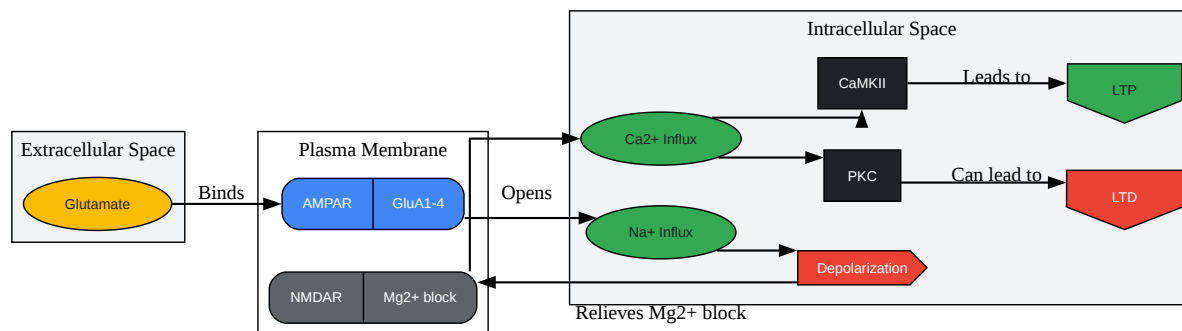 Extracellular Space
Glutamate
Binds
Plasma Membrane
AMPAR
GluA1-4
NMDAR
Mg2+ block
Opens
Relieves Mg2+ block
Intracellular Space
Ca2+ Influx
Na+ Influx
CaMKII
PKC
Depolarization
Leads to
LTP
Can lead to
LTD